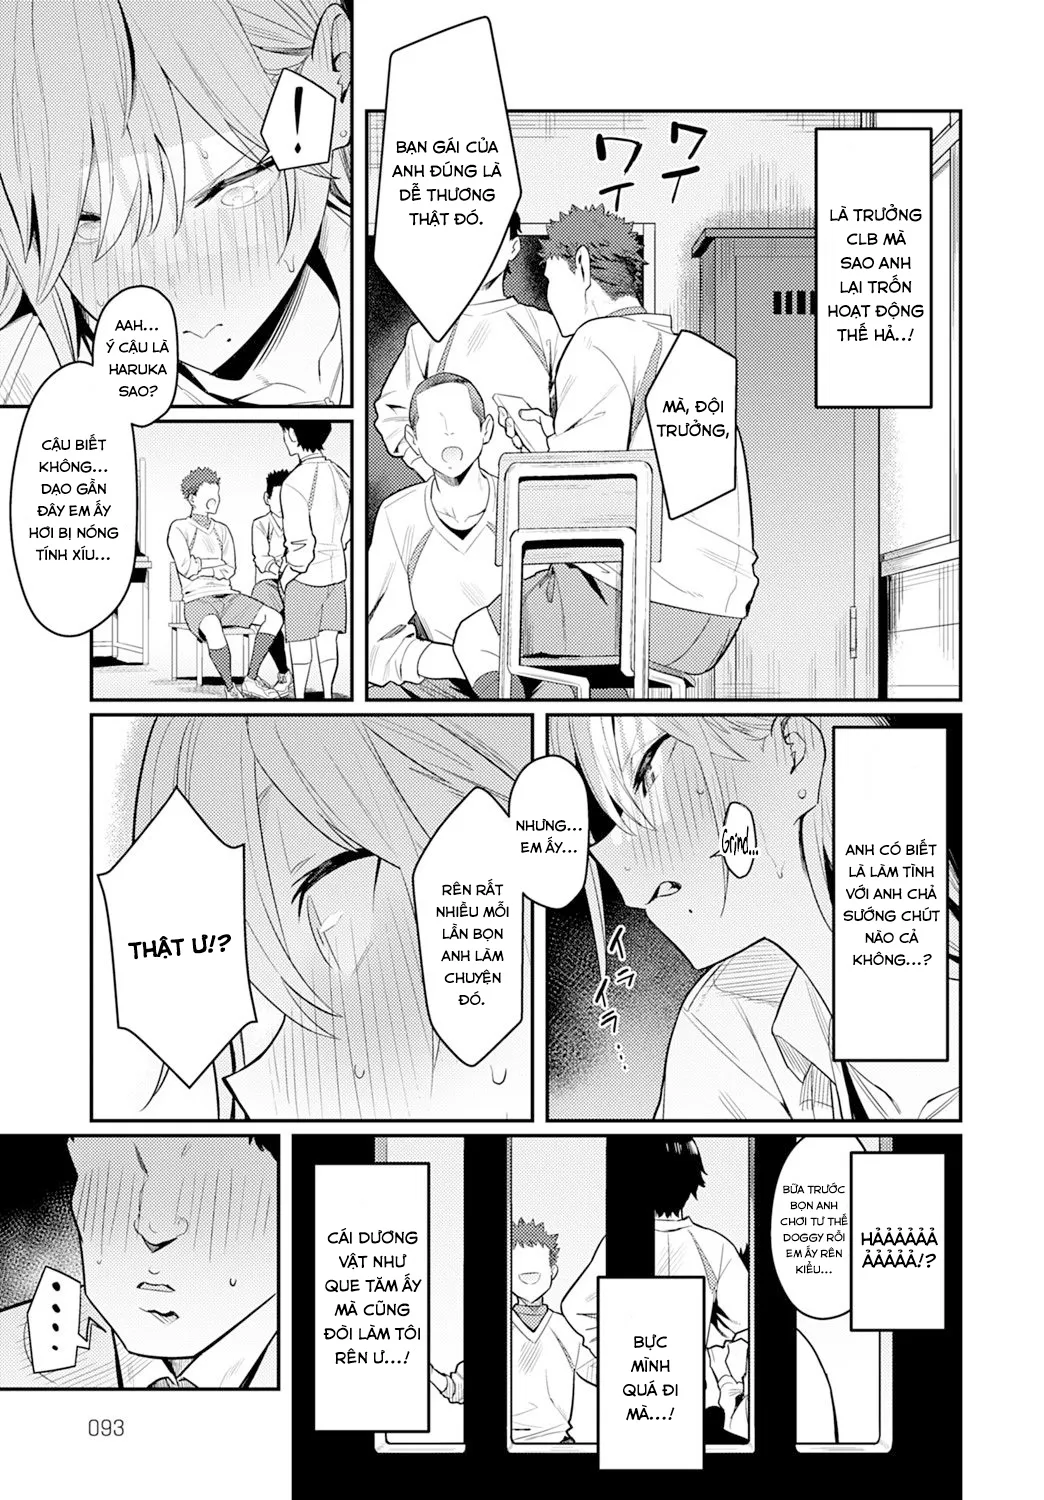 LÀ TRƯỞNG
CLB MÀ
SAO ANH
LẠI TRỐN
HOẠT ĐỘNG
THẾ HẢ..!
ワイ
ワイ
MÀ, ĐỘI
TRƯỞNG,
BẠN GÁI CỦA
ANH ĐÚNG LÀ
DỄ THƯƠNG
THẬT ĐÓ.
!
AAH...
Ý CẬU LÀ
HARUKA
SAO?
CẬU BIẾT
KHÔNG...
DẠO GẦN
ĐÂY EM ẤY
HƠI BỊ NÓNG
TÍNH XÍU...
ANH CÓ BIẾT
LÀ LÀM TÌNH
VỚI ANH CHẢ
SƯỚNG CHÚT
NÀO CẢ
KHÔNG...?
Grind...!
NHƯNG...
EM ẤY...
RÊN RẤT
NHIỀU MỖI
LẦN BỌN
ANH LÀM
CHUYỆN
ĐÓ.
THẬT Ư!?
BỮA TRƯỚC
BỌN ANH
CHƠI TƯ THẾ
DOGGY RỒI
EM ẤY RÊN
KIỂU...
HẢẢẢẢẢẢ
ẢẢẢẢẢ!?
BỰC
MÌNH
QUÁ ĐI
MÀ...!
CÁI DƯƠNG
VẬT NHƯ
QUE TĂM ẤY
MÀ CŨNG
ĐÒI LÀM TÔI
RÊN Ư...!
....
093